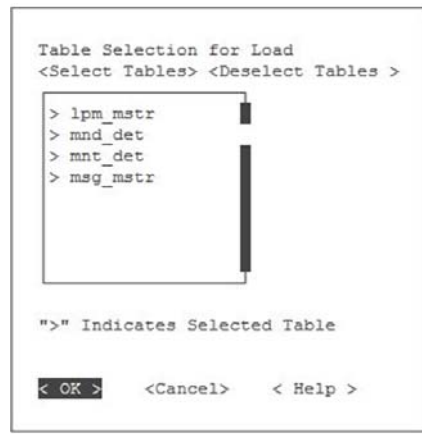 Table Selection for Load
<Select Tables> <Deselect Tables >
> lpm_mstr
> mnd_det
> mnt_det
> msg_mstr
">" Indicates Selected Table
< OK > <Cancel> < Help >